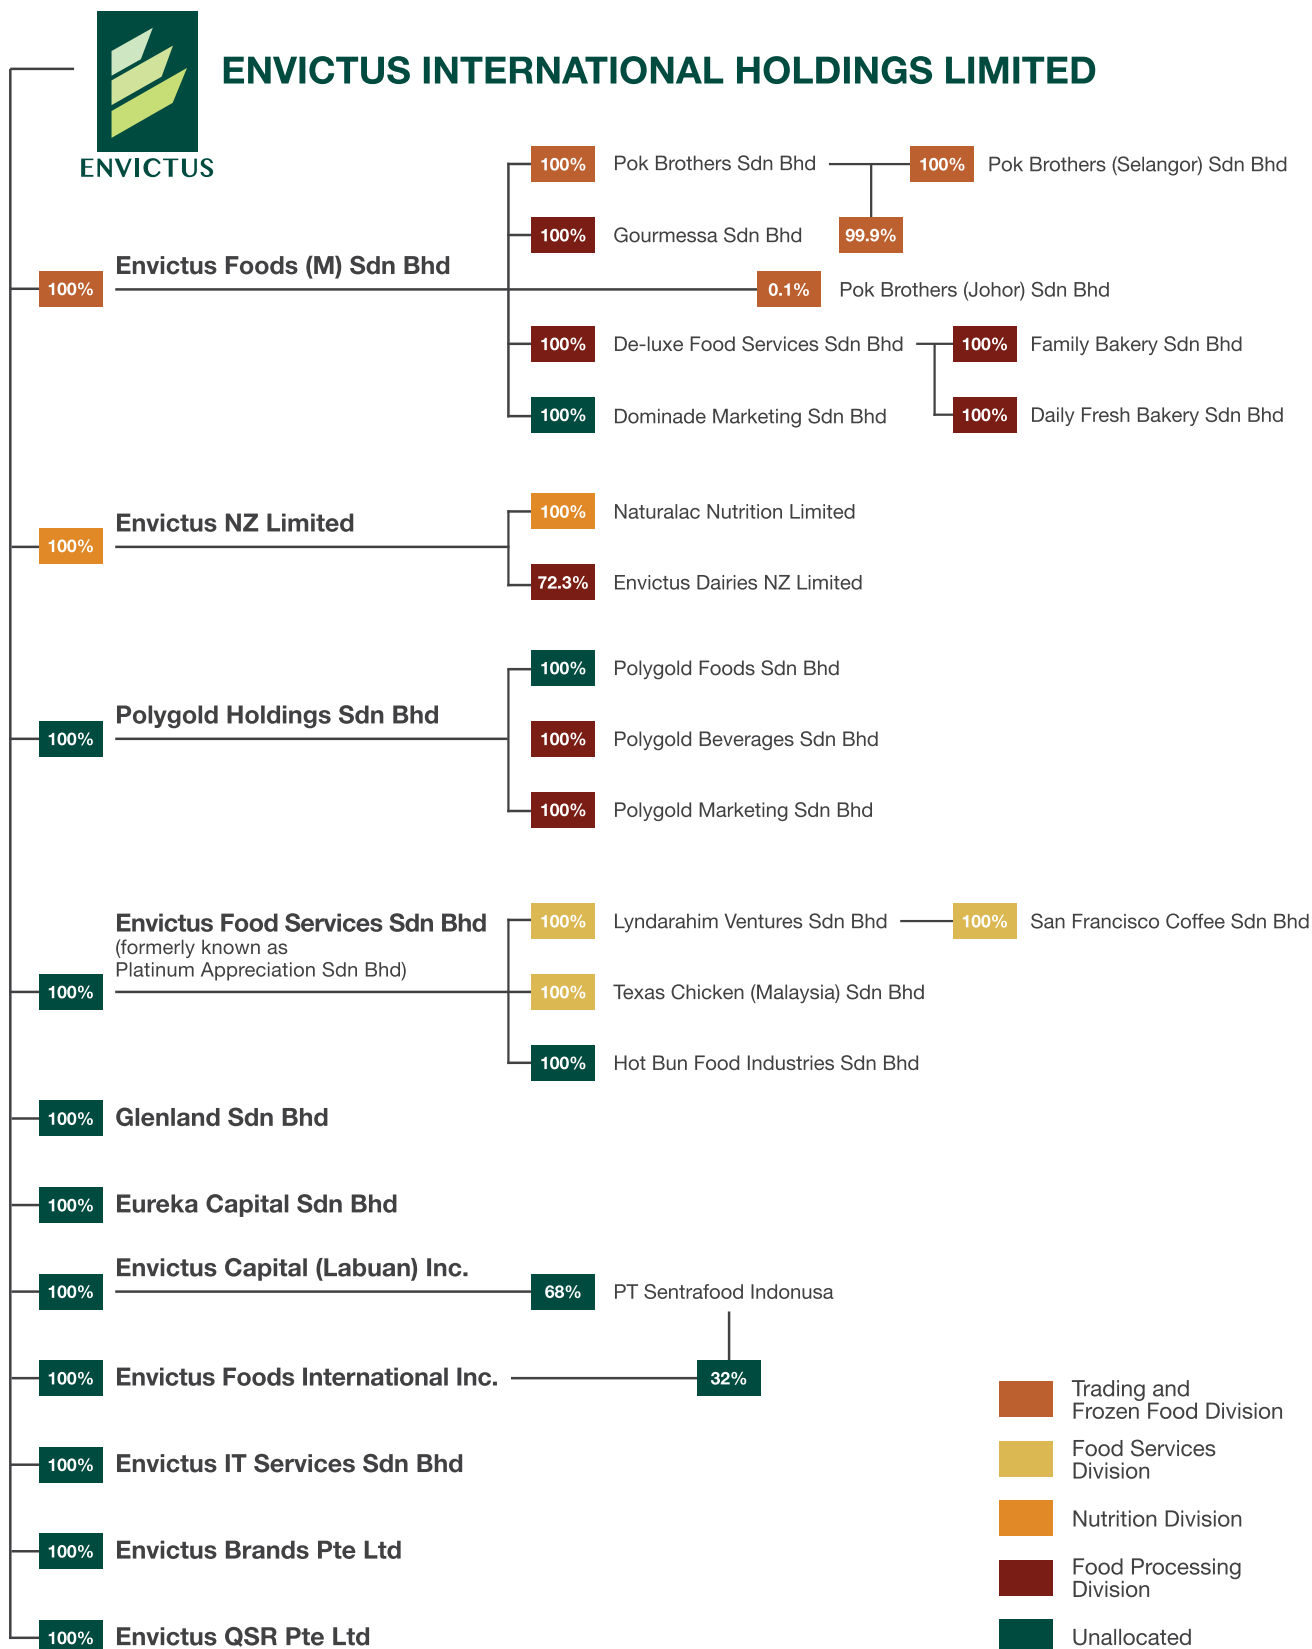 ENVICTUS INTERNATIONAL HOLDINGS LIMITED
ENVICTUS
100% Pok Brothers Sdn Bhd 100% Pok Brothers (Selangor) Sdn Bhd
100% Gourmessa Sdn Bhd 99.9%
Envictus Foods (M) Sdn Bhd
100% 0.1% Pok Brothers (Johor) Sdn Bhd
100% De-luxe Food Services Sdn Bhd 100% Family Bakery Sdn Bhd
100% Dominade Marketing Sdn Bhd 100% Daily Fresh Bakery Sdn Bhd
100% Naturalac Nutrition Limited
Envictus NZ Limited
100%
72.3% Envictus Dairies NZ Limited
100% Polygold Foods Sdn Bhd
Polygold Holdings Sdn Bhd
100% 100% Polygold Beverages Sdn Bhd
100% Polygold Marketing Sdn Bhd
Envictus Food Services Sdn Bhd 100% Lyndarahim Ventures Sdn Bhd 100% San Francisco Coffee Sdn Bhd
(formerly known as
Platinum Appreciation Sdn Bhd)
100% 100% Texas Chicken (Malaysia) Sdn Bhd
100% Hot Bun Food Industries Sdn Bhd
100% Glenland Sdn Bhd
100% Eureka Capital Sdn Bhd
Envictus Capital (Labuan) Inc.
100% 68% PT Sentrafood Indonusa
100% Envictus Foods International Inc. 32%
100% Envictus IT Services Sdn Bhd
100% Envictus Brands Pte Ltd
100% Envictus QSR Pte Ltd
Trading and
Frozen Food Division
Food Services
Division
Nutrition Division
Food Processing
Division
Unallocated